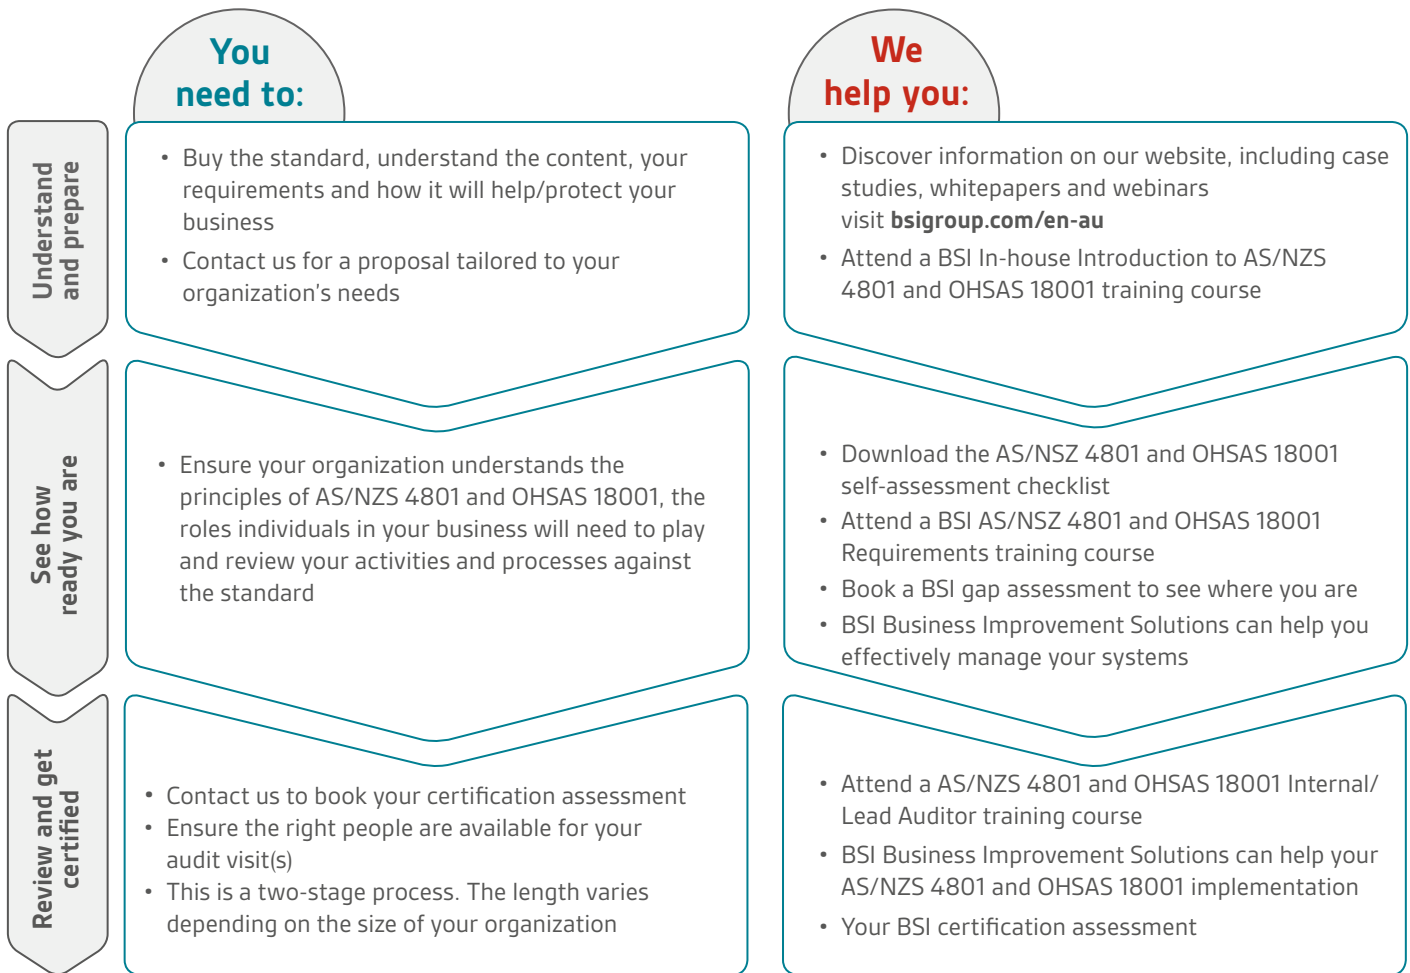 You
need to:
We
help you:
Understand
and prepare
• Buy the standard, understand the content, your
requirements and how it will help/protect your
business
• Contact us for a proposal tailored to your
organization's needs
• Discover information on our website, including case
studies, whitepapers and webinars
visit bsigroup.com/en-au
• Attend a BSI In-house Introduction to AS/NZS
4801 and OHSAS 18001 training course
See how
ready you are
• Ensure your organization understands the
principles of AS/NZS 4801 and OHSAS 18001, the
roles individuals in your business will need to play
and review your activities and processes against
the standard
• Download the AS/NSZ 4801 and OHSAS 18001
self-assessment checklist
• Attend a BSI AS/NSZ 4801 and OHSAS 18001
Requirements training course
• Book a BSI gap assessment to see where you are
• BSI Business Improvement Solutions can help you
effectively manage your systems
Review and get
certified
• Contact us to book your certification assessment
• Ensure the right people are available for your
audit visit(s)
• This is a two-stage process. The length varies
depending on the size of your organization
• Attend a AS/NZS 4801 and OHSAS 18001 Internal/
Lead Auditor training course
• BSI Business Improvement Solutions can help your
AS/NZS 4801 and OHSAS 18001 implementation
• Your BSI certification assessment